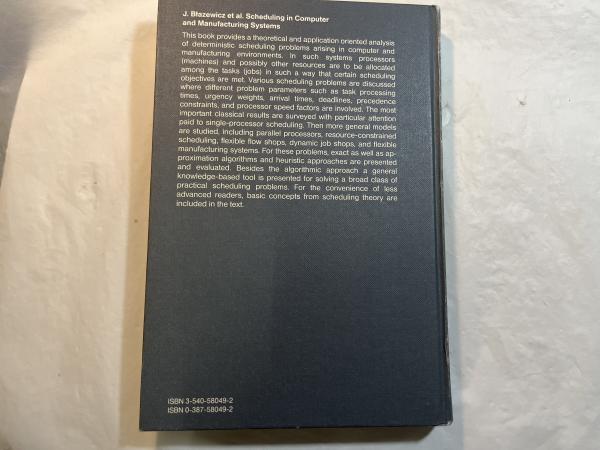 J. Błazewicz et al. Scheduling in Computer
and Manufacturing Systems
This book provides a theoretical and application oriented analysis
of deterministic scheduling problems arising in computer and
manufacturing environments. In such systems processors
(machines) and possibly other resources are to be allocated
among the tasks (jobs) in such a way that certain scheduling
objectives are met. Various scheduling problems are discussed
where different problem parameters such as task processing
times, urgency weights, arrival times, deadlines, precedence
constraints, and processor speed factors are involved. The most
important classical results are surveyed with particular attention
paid to single-processor scheduling. Then more general models
are studied, including parallel processors, resource-constrained
scheduling, flexible flow shops, dynamic job shops, and flexible
manufacturing systems. For these problems, exact as well as ap-
proximation algorithms and heuristic approaches are presented
and evaluated. Besides the algorithmic approach a general
knowledge-based tool is presented for solving a broad class of
practical scheduling problems. For the convenience of less
advanced readers, basic concepts from scheduling theory are
included in the text.
ISBN 3-540-58049-2
ISBN 0-387-58049-2